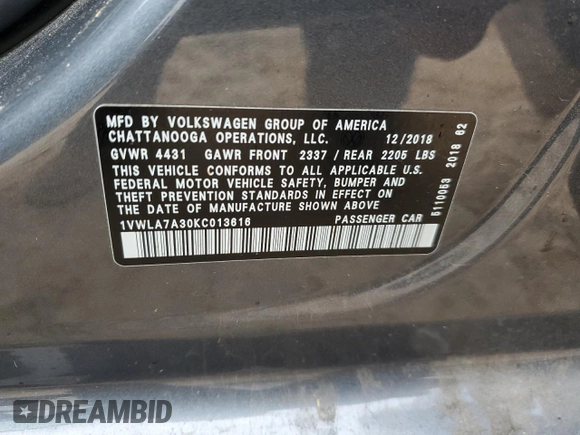 MFD BY VOLKSWAGEN GROUP OF AMERICA
CHATTANOOGA OPERATIONS, LLC. 12/2018
GVWR 4431 GAWR FRONT 2337 / REAR 2205 LBS
THIS VEHICLE CONFORMS TO ALL APPLICABLE U.S.
FEDERAL MOTOR VEHICLE SAFETY, BUMPER AND
THEFT PREVENTION STANDARDS IN EFFECT ON
THE DATE OF MANUFACTURE SHOWN ABOVE
1VWLA7A30KC013616 PASSENGER CAR
5110053 2018 62
DREAMBID